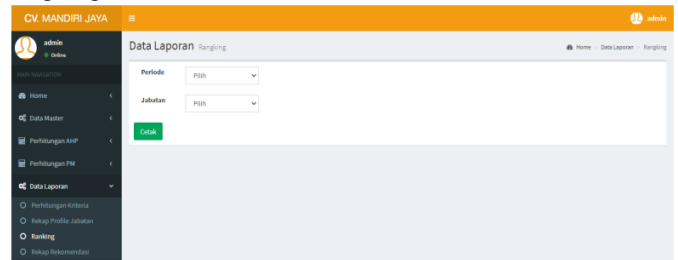 CV. MANDIRI JAYA
admin
admin
Online
Data Laporan Rangking
Home > Data Laporan > Rangking
MAIN NAVIGATION
Periode
Pilih
Home
Jabatan
Pilih
Data Master
Cetak
Perhitungan AHP
Perhitungan PM
Data Laporan
Perhitungan Kriteria
Rekap Profile Jabatan
Ranking
Rekap Rekomendasi